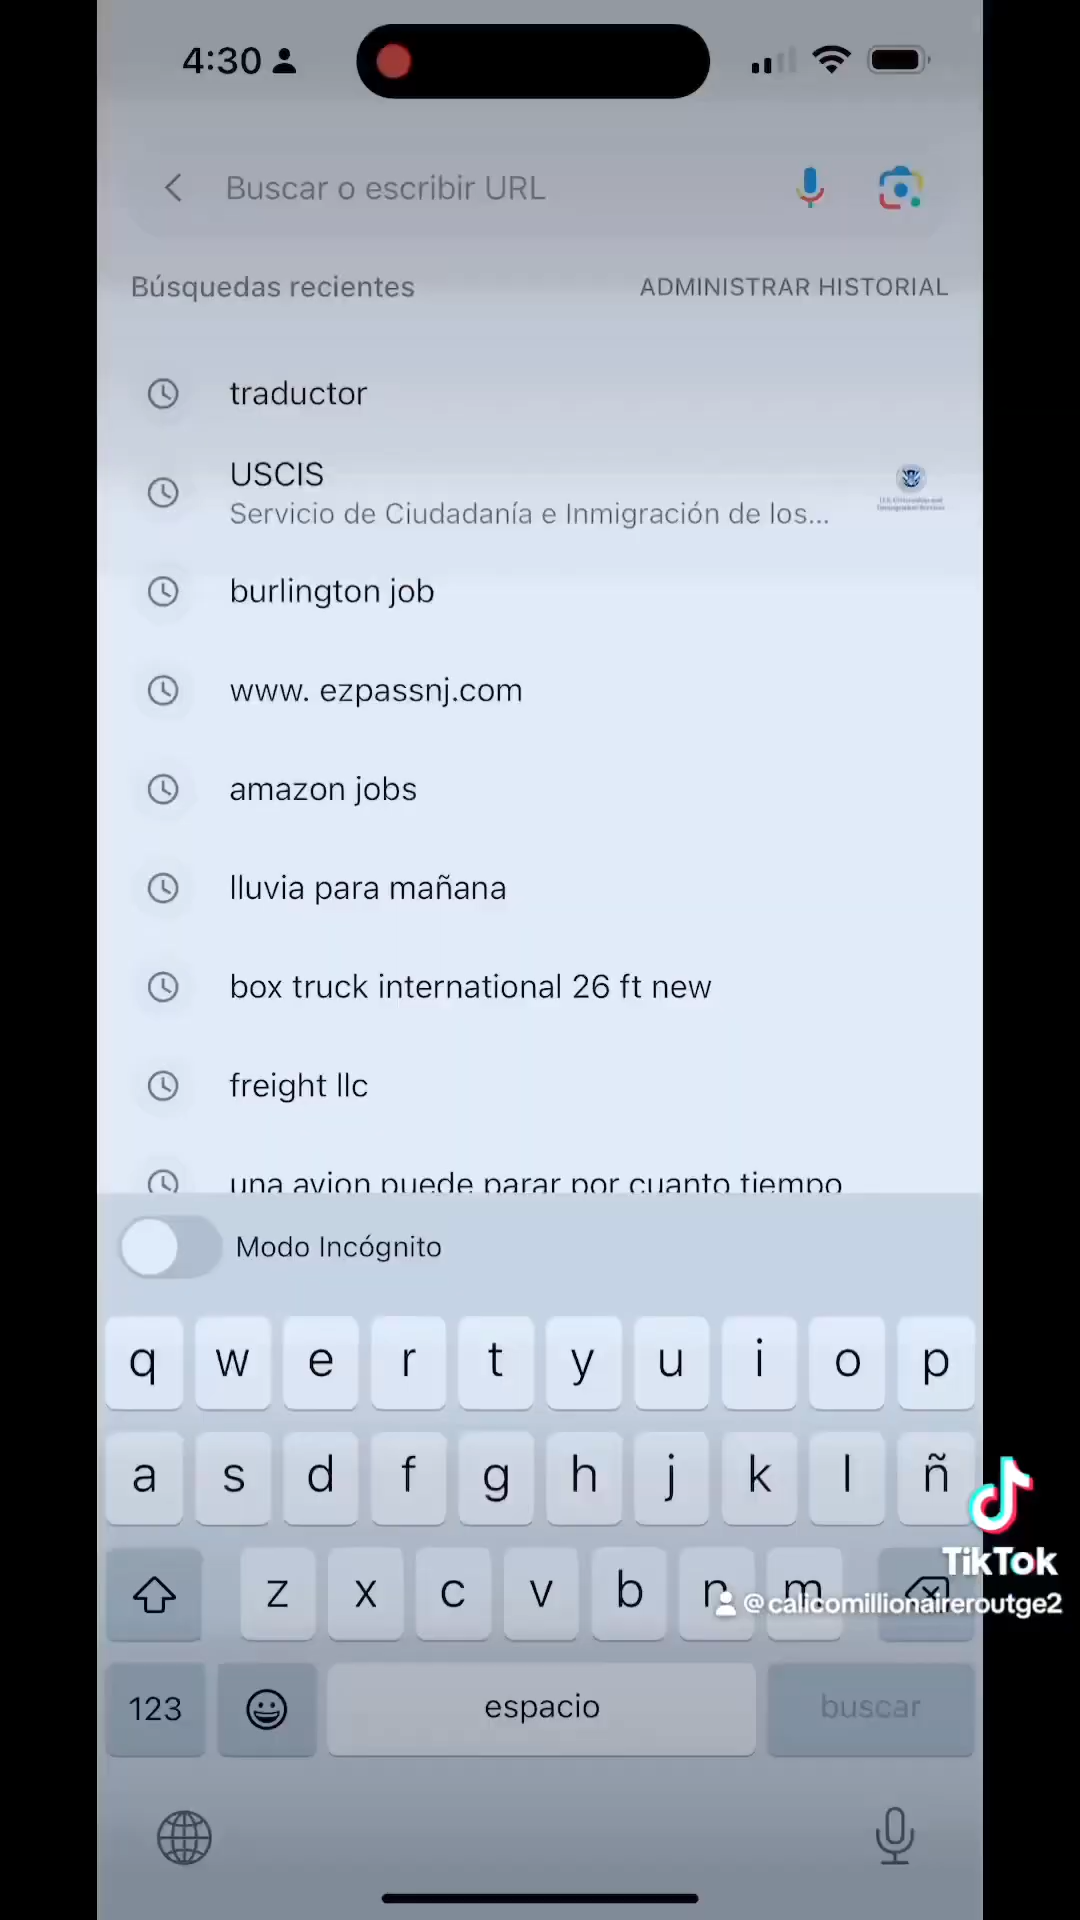 4:30
Buscar o escribir URL
Búsquedas recientes
ADMINISTRAR HISTORIAL
traductor
USCIS
Servicio de Ciudadanía e Inmigración de los...
burlington job
www. ezpassnj.com
amazon jobs
lluvia para mañana
box truck international 26 ft new
freight llc
una avion puede parar por cuanto tiempo
Modo Incógnito
q w e r t y u i o p
a s d f g h j k l ñ
z x c v b n m
TikTok
@calicomillionaireroutge2
123
espacio
buscar